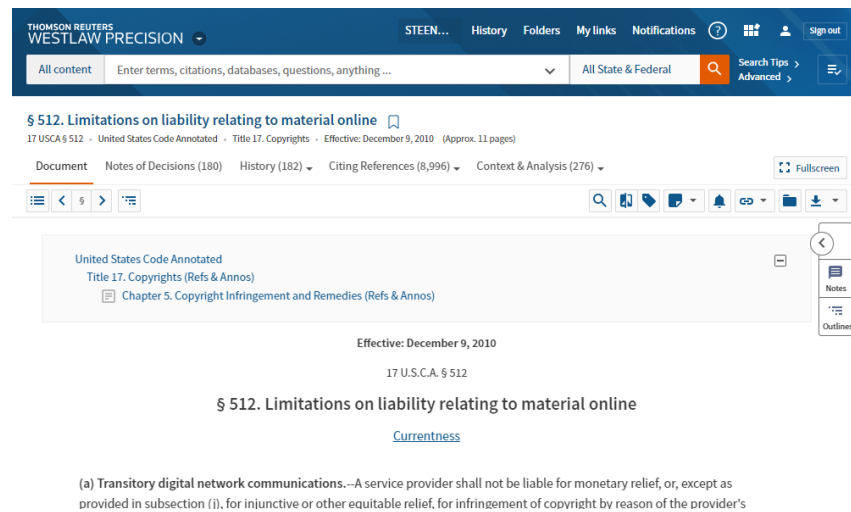 THOMSON REUTERS
WESTLAW PRECISION
STEEN... History Folders My links Notifications ? Sign out
All content Enter terms, citations, databases, questions, anything ... All State & Federal Search Tips
Advanced
§ 512. Limitations on liability relating to material online
17 USCA § 512 • United States Code Annotated • Title 17. Copyrights • Effective: December 9, 2010 (Approx. 11 pages)
Document Notes of Decisions (180) History (182) Citing References (8,996) Context & Analysis (276) Fullscreen
§
United States Code Annotated
Title 17. Copyrights (Refs & Annos)
Chapter 5. Copyright Infringement and Remedies (Refs & Annos)
Notes
Outlines
Effective: December 9, 2010
17 U.S.C.A. § 512
§ 512. Limitations on liability relating to material online
Currentness
(a) Transitory digital network communications.--A service provider shall not be liable for monetary relief, or, except as
provided in subsection (j), for injunctive or other equitable relief, for infringement of copyright by reason of the provider's